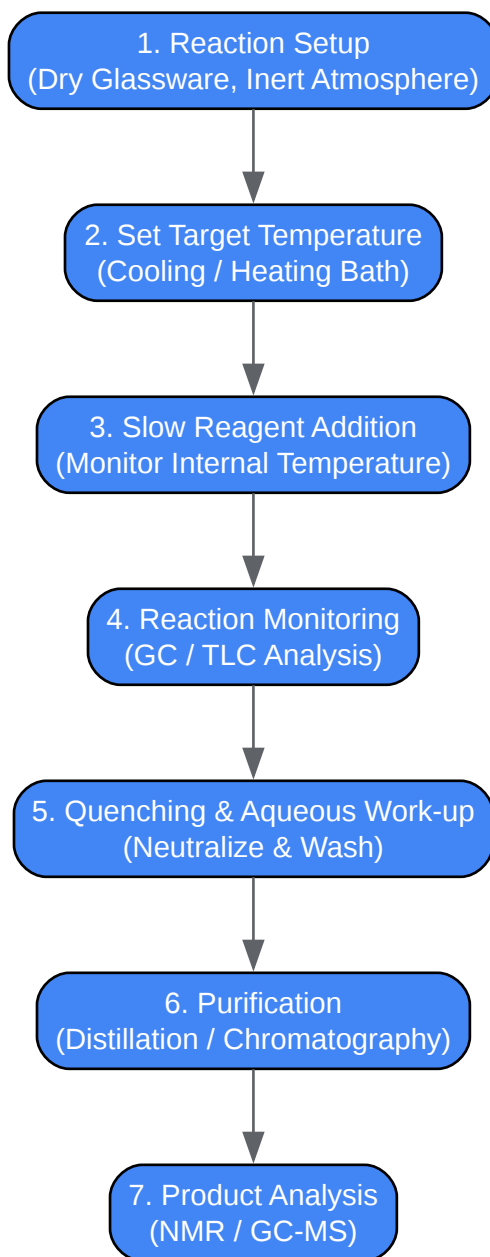 1. Reaction Setup
(Dry Glassware, Inert Atmosphere)
2. Set Target Temperature
(Cooling / Heating Bath)
3. Slow Reagent Addition
(Monitor Internal Temperature)
4. Reaction Monitoring
(GC / TLC Analysis)
5. Quenching & Aqueous Work-up
(Neutralize & Wash)
6. Purification
(Distillation / Chromatography)
7. Product Analysis
(NMR / GC-MS)